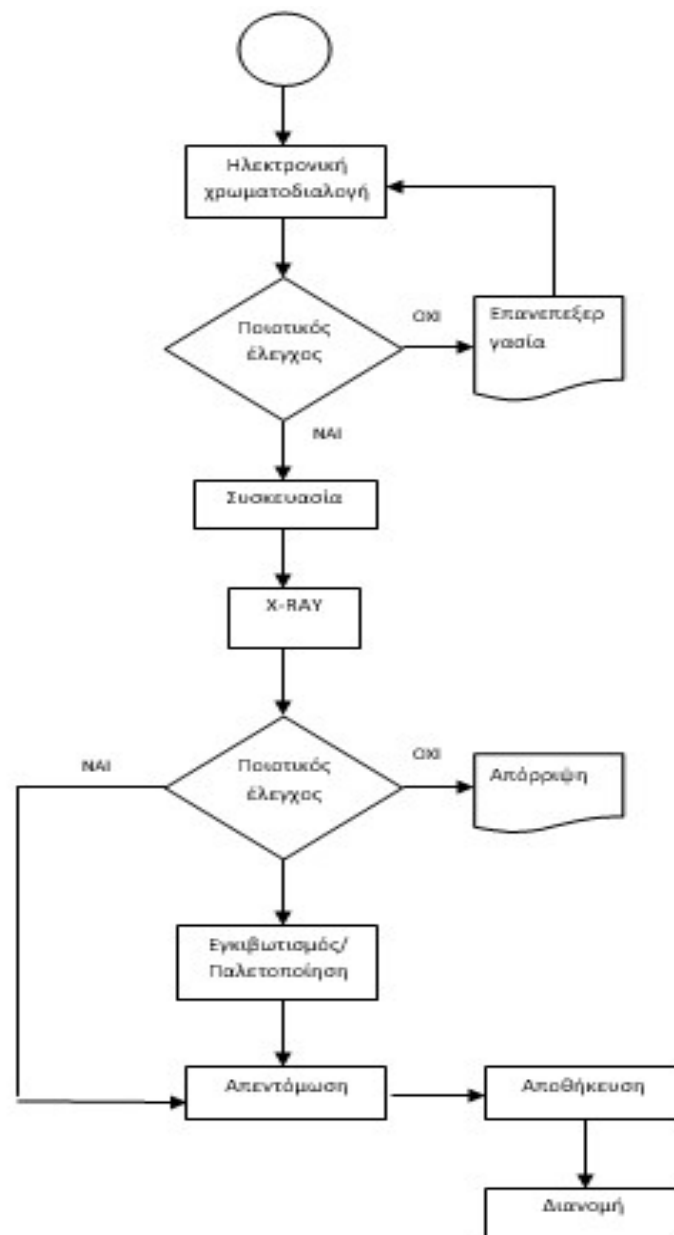 Ηλεκτρονική
χρωματοδιαλογή
Ποιοτικός
έλεγχος
ΟΧΙ
Επανεπεξερ
γασία
ΝΑΙ
Συσκευασία
X-RAY
ΝΑΙ
Ποιοτικός
έλεγχος
ΟΧΙ
Απόρριψη
Εγκιβωτισμός/
Παλετοποίηση
Απεντόμωση
Αποθήκευση
Διανομή